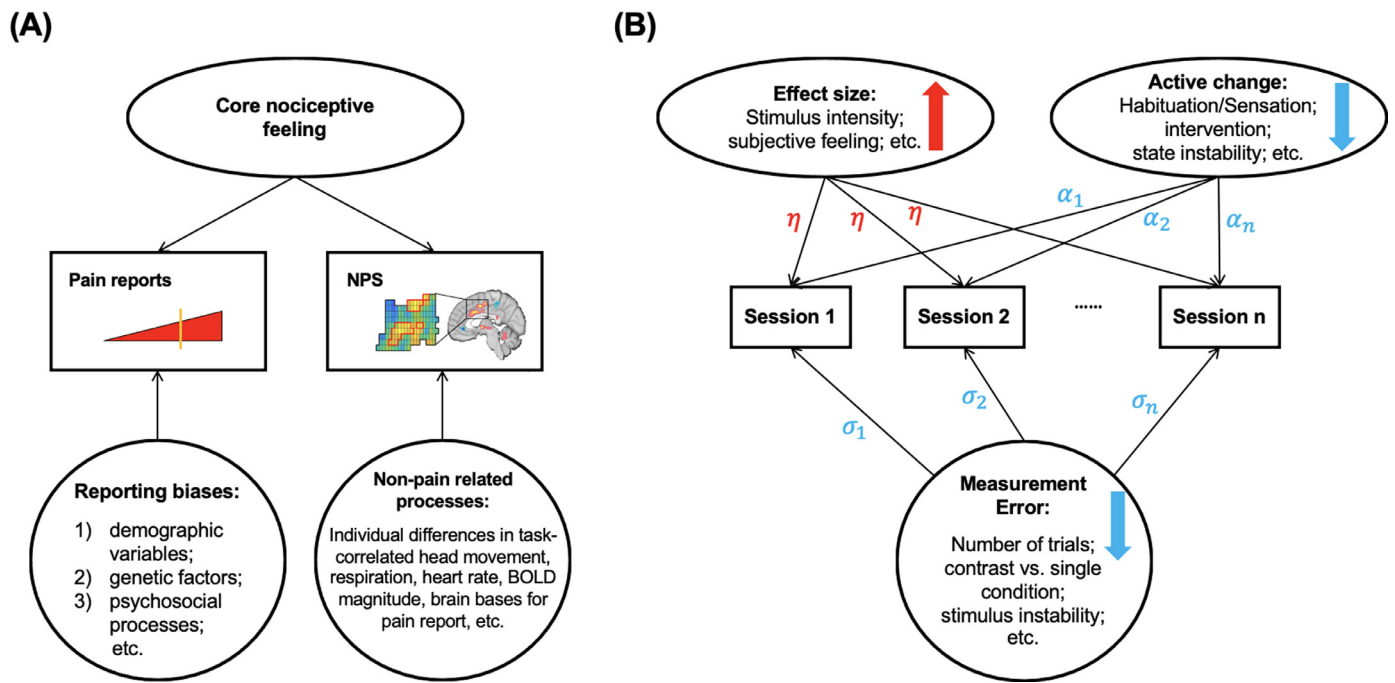 (A)
Core nociceptive
feeling
Pain reports
NPS
Reporting biases:
1) demographic
variables;
2) genetic factors;
3) psychosocial
processes;
etc.
Non-pain related
processes:
Individual differences in task-
correlated head movement,
respiration, heart rate, BOLD
magnitude, brain bases for
pain report, etc.
(B)
Effect size:
Stimulus intensity;
subjective feeling; etc.
Active change:
Habituation/Sensation;
intervention;
state instability; etc.
η
η
η
α₁
α₂
αₙ
Session 1
Session 2
......
Session n
σ₁
σ₂
σₙ
Measurement
Error:
Number of trials;
contrast vs. single
condition;
stimulus instability;
etc.